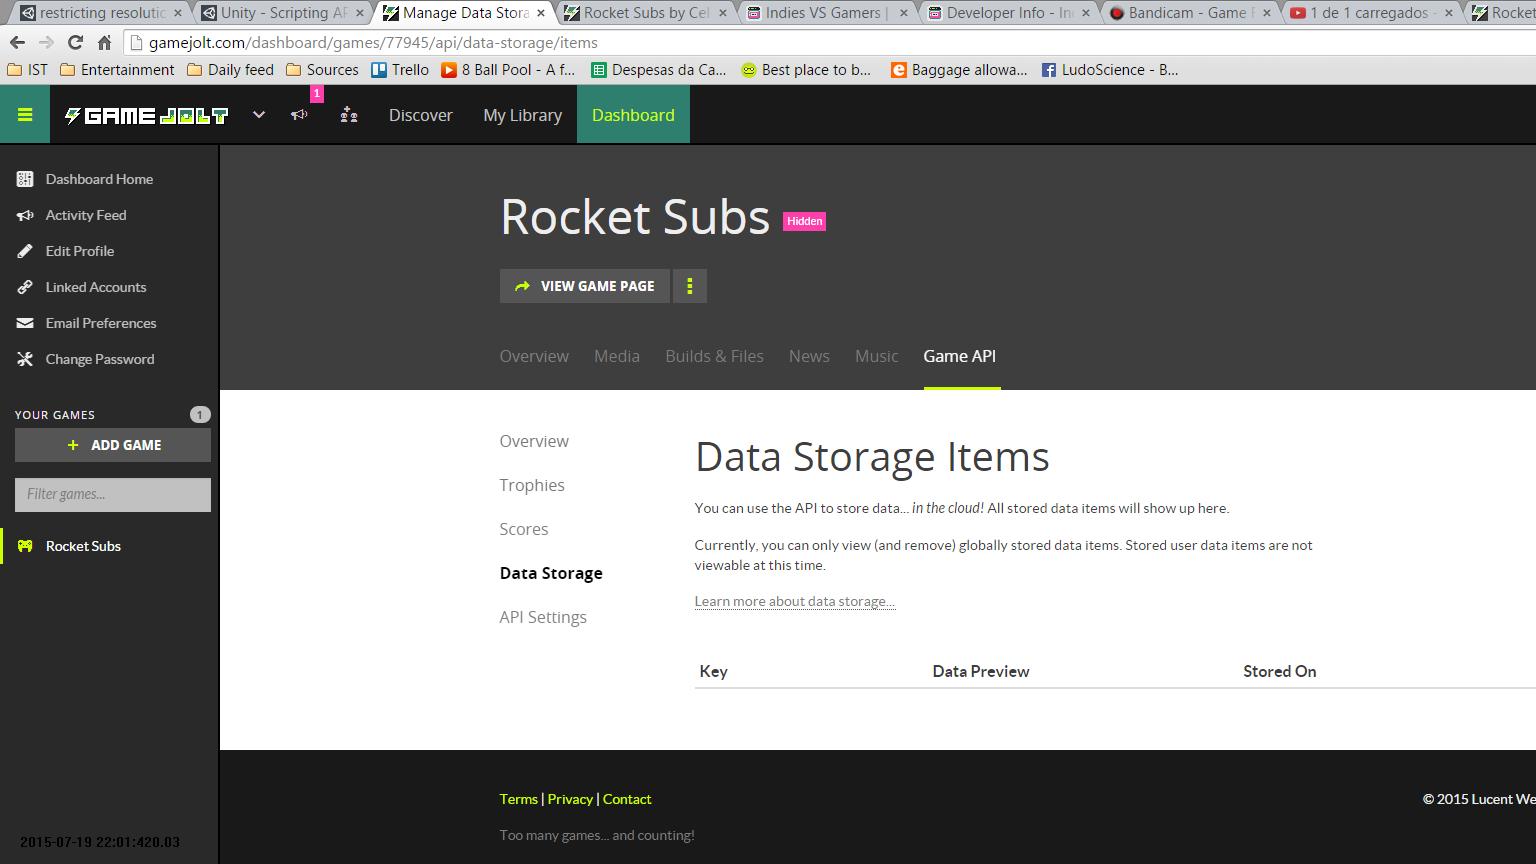 restricting resolutic
Unity - Scripting AP
Manage Data Stora
Rocket Subs by Cel
Indies VS Gamers |
Developer Info - In
Bandicam - Game R
1 de 1 carregados -
Rocket
gamejolt.com/dashboard/games/77945/api/data-storage/items
IST Entertainment Daily feed Sources Trello 8 Ball Pool - A f... Despesas da Ca... Best place to b... Baggage allowa... LudoScience - B...
1
GAME JOLT Discover My Library Dashboard
Dashboard Home
Activity Feed
Edit Profile
Linked Accounts
Email Preferences
Change Password
YOUR GAMES 1
+ ADD GAME
Filter games...
Rocket Subs
Rocket Subs Hidden
VIEW GAME PAGE
Overview Media Builds & Files News Music Game API
Overview
Trophies
Scores
Data Storage
API Settings
Data Storage Items
You can use the API to store data... in the cloud! All stored data items will show up here.
Currently, you can only view (and remove) globally stored data items. Stored user data items are not
viewable at this time.
Learn more about data storage...
Key Data Preview Stored On
Terms | Privacy | Contact
© 2015 Lucent We
Too many games... and counting!
2015-07-19 22:01:420.03